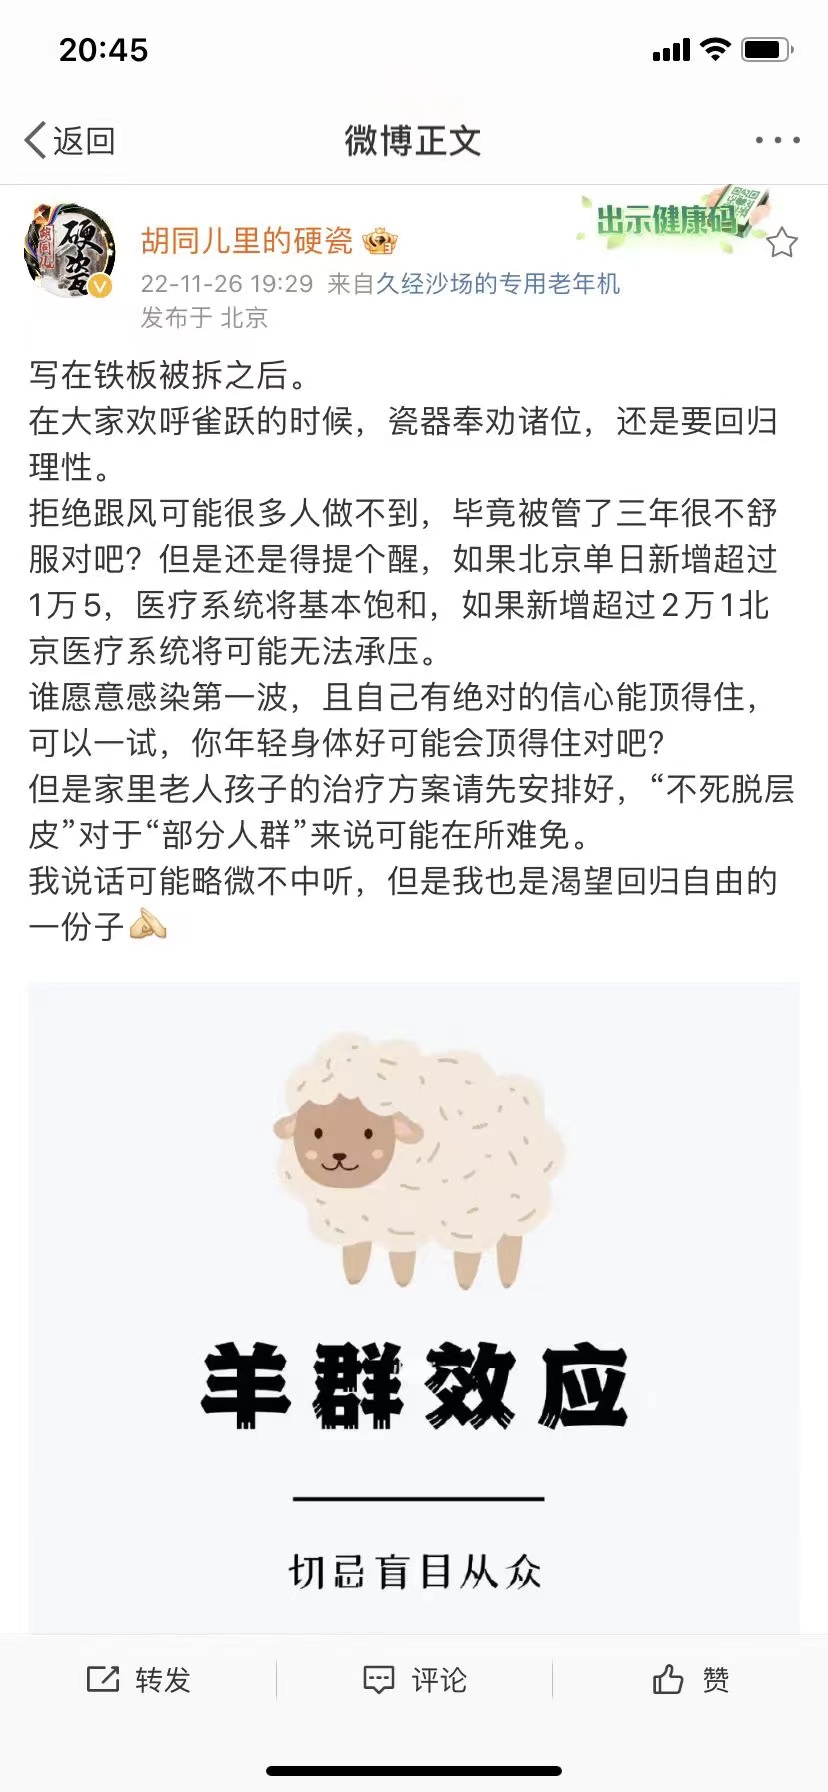 20:45
返回
微博正文
出示健康码
硬瓷
胡同儿
胡同儿里的硬瓷
22-11-26 19:29 来自久经沙场的专用老年机
发布于 北京
写在铁板被拆之后。
在大家欢呼雀跃的时候，瓷器奉劝诸位，还是要回归
理性。
拒绝跟风可能很多人做不到，毕竟被管了三年很不舒
服对吧？但是还是得提个醒，如果北京单日新增超过
1万5，医疗系统将基本饱和，如果新增超过2万1北
京医疗系统将可能无法承压。
谁愿意感染第一波，且自己有绝对的信心能顶得住，
可以一试，你年轻身体好可能会顶得住对吧？
但是家里老人孩子的治疗方案请先安排好，“不死脱层
皮”对于“部分人群”来说可能在所难免。
我说话可能略微不中听，但是我也是渴望回归自由的
一份子
羊群效应
切忌盲目从众
转发
评论
赞